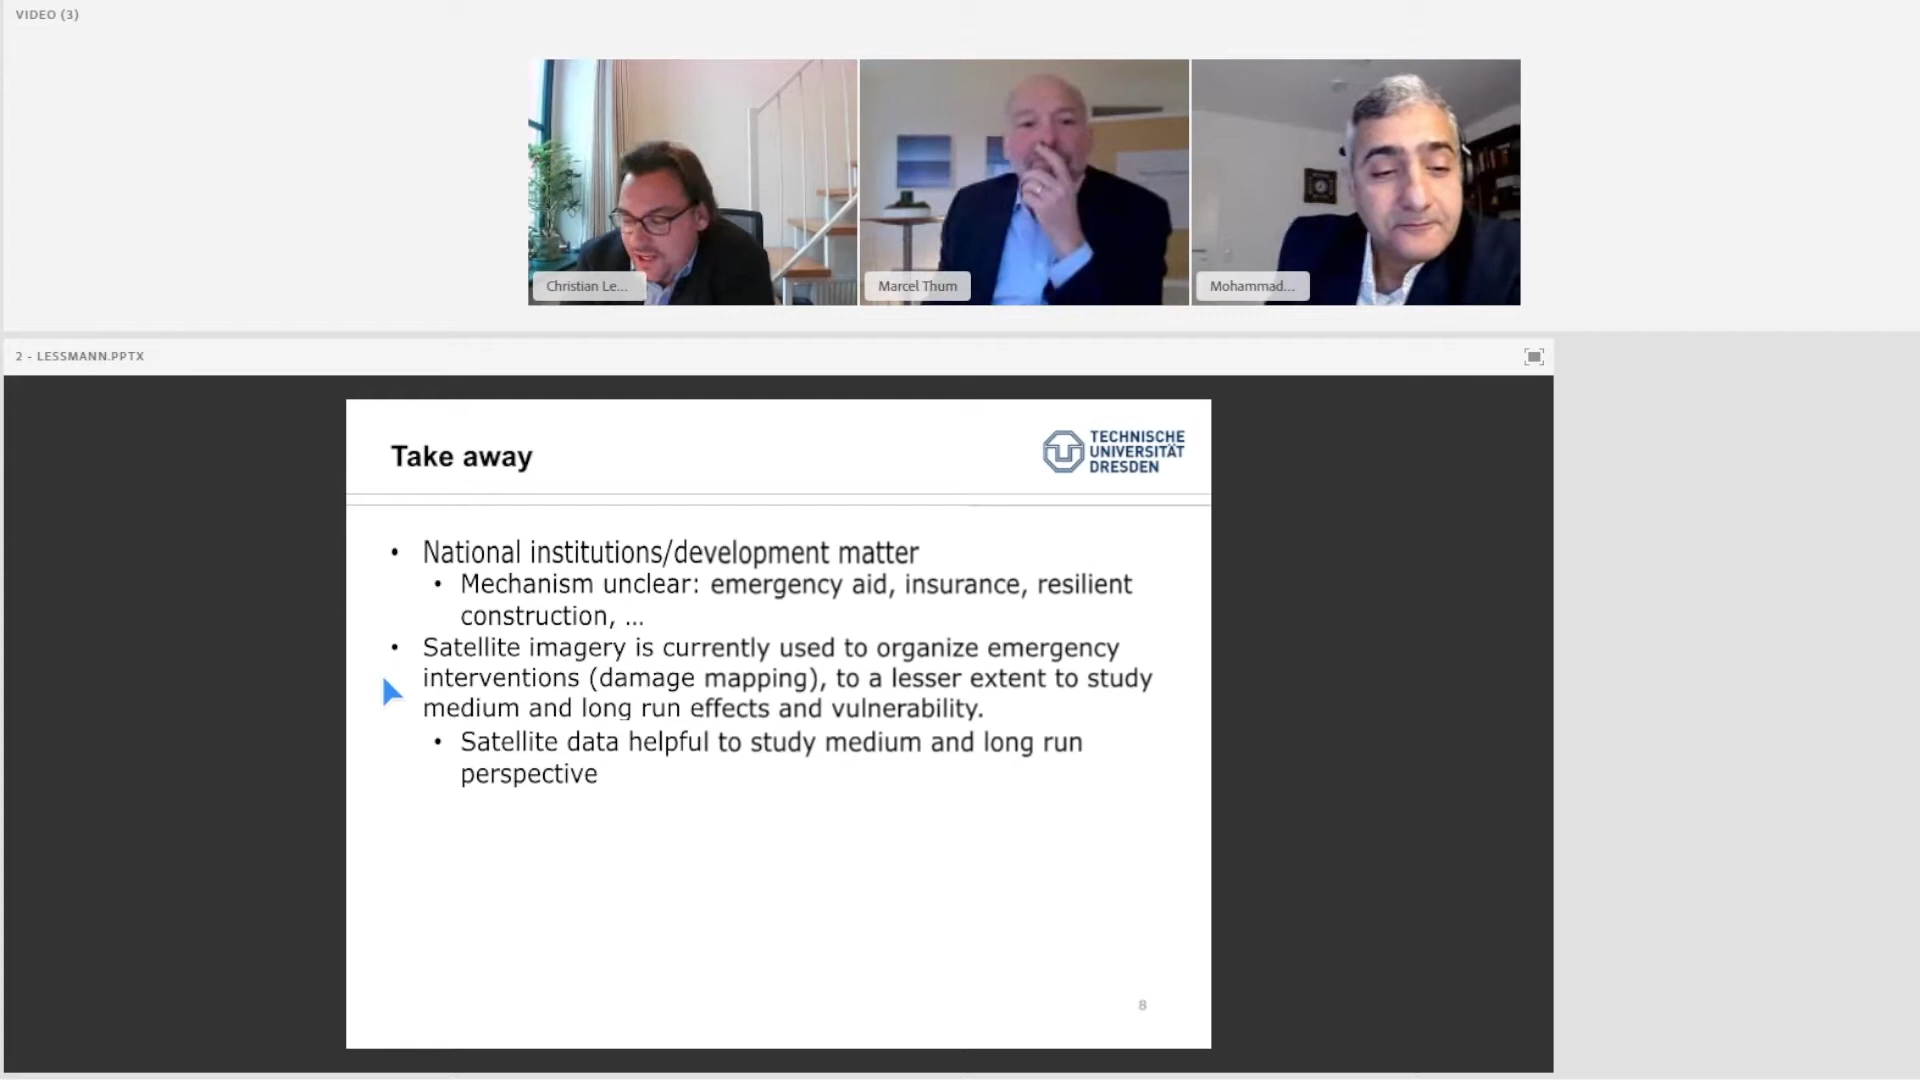 VIDEO (3)
Christian Le...
Marcel Thum
Mohammad...
2 - LESSMANN.PPTX
Take away
TECHNISCHE
UNIVERSITÄT
DRESDEN
• National institutions/development matter
• Mechanism unclear: emergency aid, insurance, resilient
construction, ...
• Satellite imagery is currently used to organize emergency
interventions (damage mapping), to a lesser extent to study
medium and long run effects and vulnerability.
• Satellite data helpful to study medium and long run
perspective
8